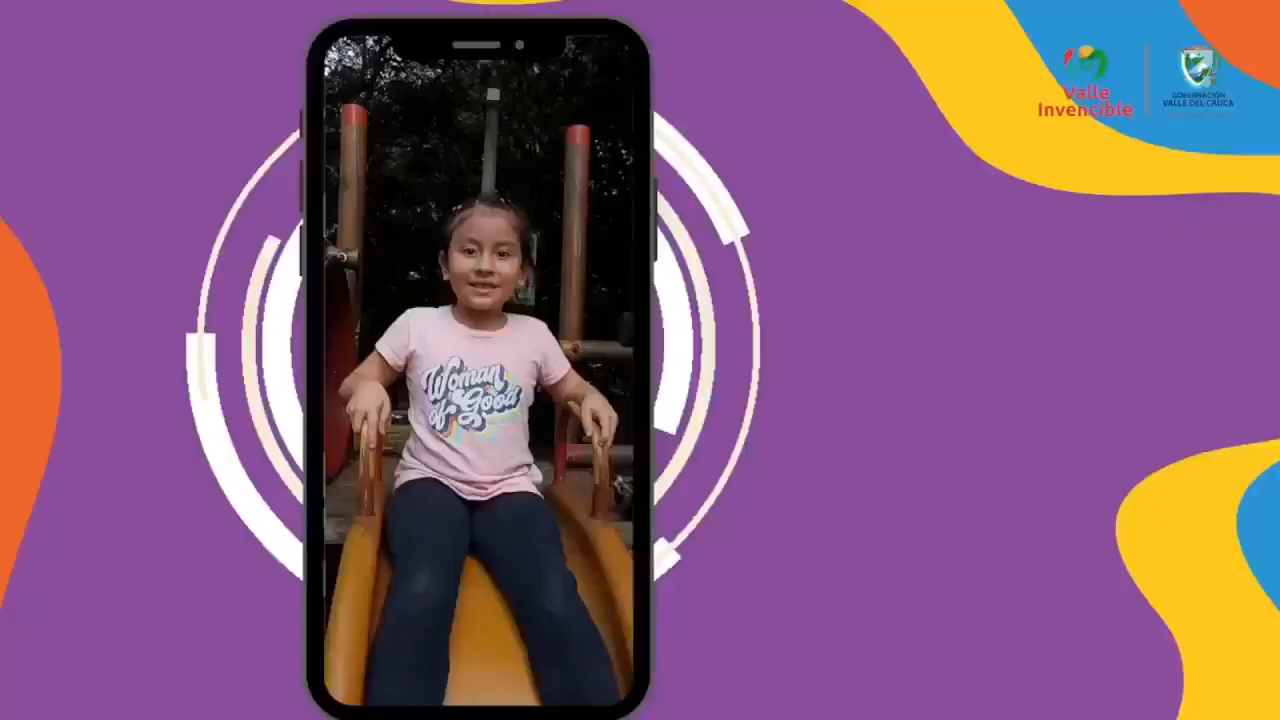 Valle
Invencible
GOBERNACIÓN
VALLE DEL CAUCA
Woman
of Good